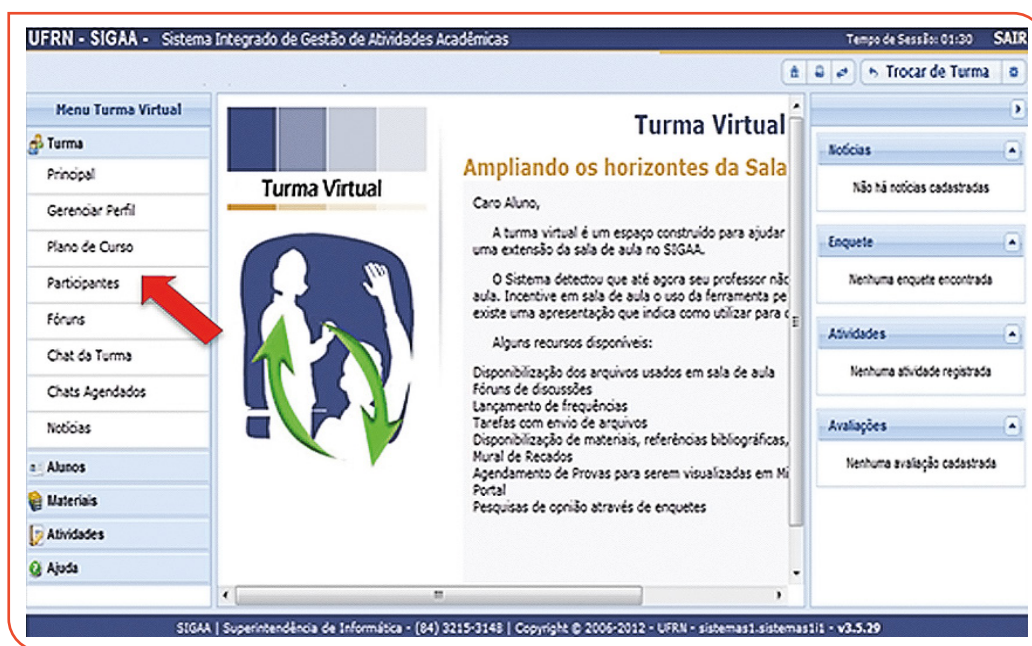 UFRN - SIGAA - Sistema Integrado de Gestão de Atividades Acadêmicas
Tempo de Sessão: 01:30 SAIR
Trocar de Turma
Menu Turma Virtual
Turma
Principal
Gerenciar Perfil
Plano de Curso
Participantes
Fóruns
Chat da Turma
Chats Agendados
Notícias
Alunos
Materiais
Atividades
Ajuda
Turma Virtual
Turma Virtual
Ampliando os horizontes da Sala
Caro Aluno,
A turma virtual é um espaço construído para ajudar
uma extensão da sala de aula no SIGAA.
O Sistema detectou que até agora seu professor não
aula. Incentive em sala de aula o uso da ferramenta pe
existe uma apresentação que indica como utilizar para
Alguns recursos disponíveis:
Disponibilização dos arquivos usados em sala de aula
Fóruns de discussões
Lançamento de frequências
Tarefas com envio de arquivos
Disponibilização de materiais, referências bibliográficas,
Mural de Recados
Agendamento de Provas para serem visualizadas em Mi
Portal
Pesquisas de opnião através de enquetes
Notícias
Não há notícias cadastradas
Enquete
Nenhuma enquete encontrada
Atividades
Nenhuma atividade registrada
Avaliações
Nenhuma avaliação cadastrada
SIGAA | Superintendência de Informática - (84) 3215-3148 | Copyright © 2006-2012 - UFRN - sistemas1.sistemas1i1 - v3.5.29